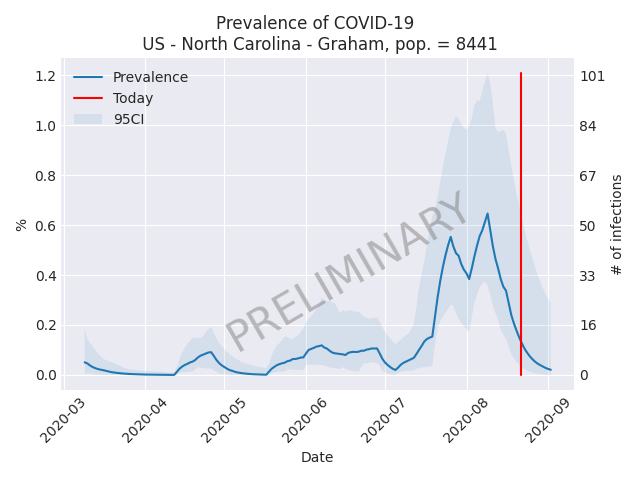 Prevalence of COVID-19
US - North Carolina - Graham, pop. = 8441
Prevalence
Today
95CI
PRELIMINARY
%
1.2
1.0
0.8
0.6
0.4
0.2
0.0
# of infections
101
84
67
50
33
16
0
2020-03
2020-04
2020-05
2020-06
2020-07
2020-08
2020-09
Date